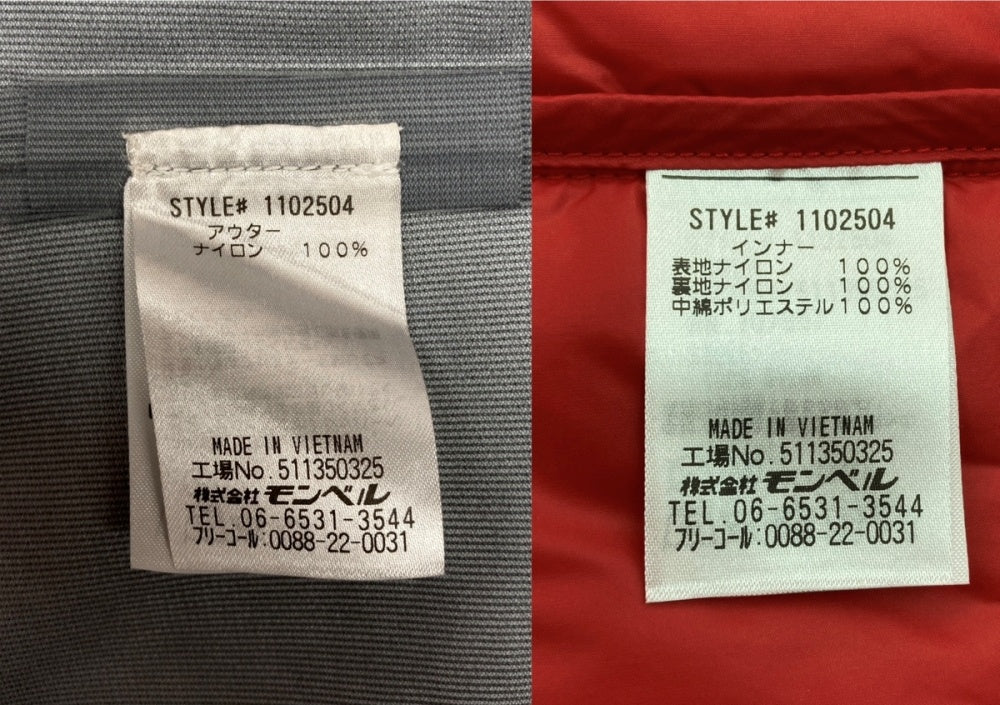 STYLE# 1102504
アウター
ナイロン 100%
MADE IN VIETNAM
工場No.511350325
株式会社 モンベル
TEL.06-6531-3544
フリーコール:0088-22-0031
STYLE# 1102504
インナー
表地ナイロン 100%
裏地ナイロン 100%
中綿ポリエステル100%
MADE IN VIETNAM
工場No.511350325
株式会社 モンベル
TEL.06-6531-3544
フリーコール:0088-22-0031